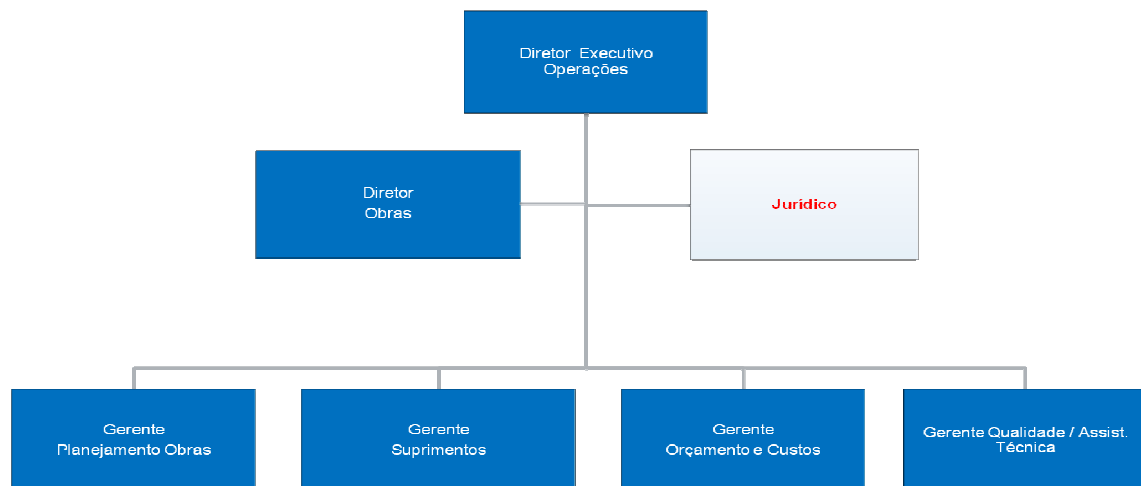 Diretor Executivo
Operações
Diretor
Obras
Jurídico
Gerente
Planejamento Obras
Gerente
Suprimentos
Gerente
Orçamento e Custos
Gerente Qualidade / Assist.
Técnica